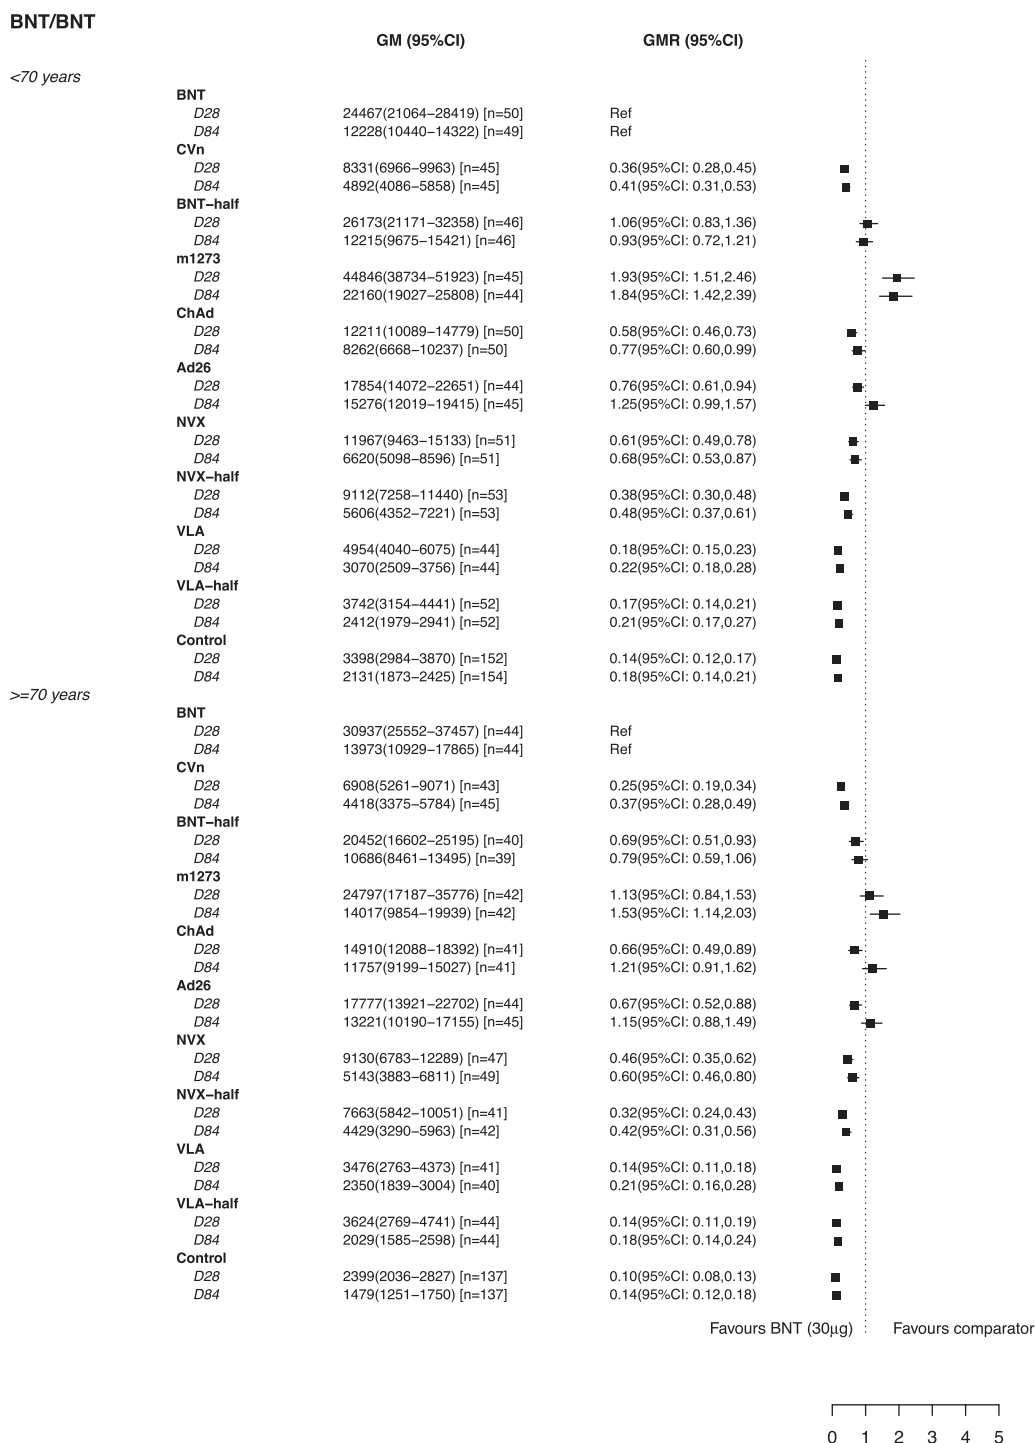 BNT/BNT
GM (95%CI) GMR (95%CI)
<70 years
BNT
D28 24467(21064−28419) [n=50] Ref
D84 12228(10440−14322) [n=49] Ref
CVn
D28 8331(6966−9963) [n=45] 0.36(95%CI: 0.28,0.45)
D84 4892(4086−5858) [n=45] 0.41(95%CI: 0.31,0.53)
BNT−half
D28 26173(21171−32358) [n=46] 1.06(95%CI: 0.83,1.36)
D84 12215(9675−15421) [n=46] 0.93(95%CI: 0.72,1.21)
m1273
D28 44846(38734−51923) [n=45] 1.93(95%CI: 1.51,2.46)
D84 22160(19027−25808) [n=44] 1.84(95%CI: 1.42,2.39)
ChAd
D28 12211(10089−14779) [n=50] 0.58(95%CI: 0.46,0.73)
D84 8262(6668−10237) [n=50] 0.77(95%CI: 0.60,0.99)
Ad26
D28 17854(14072−22651) [n=44] 0.76(95%CI: 0.61,0.94)
D84 15276(12019−19415) [n=45] 1.25(95%CI: 0.99,1.57)
NVX
D28 11967(9463−15133) [n=51] 0.61(95%CI: 0.49,0.78)
D84 6620(5098−8596) [n=51] 0.68(95%CI: 0.53,0.87)
NVX−half
D28 9112(7258−11440) [n=53] 0.38(95%CI: 0.30,0.48)
D84 5606(4352−7221) [n=53] 0.48(95%CI: 0.37,0.61)
VLA
D28 4954(4040−6075) [n=44] 0.18(95%CI: 0.15,0.23)
D84 3070(2509−3756) [n=44] 0.22(95%CI: 0.18,0.28)
VLA−half
D28 3742(3154−4441) [n=52] 0.17(95%CI: 0.14,0.21)
D84 2412(1979−2941) [n=52] 0.21(95%CI: 0.17,0.27)
Control
D28 3398(2984−3870) [n=152] 0.14(95%CI: 0.12,0.17)
D84 2131(1873−2425) [n=154] 0.18(95%CI: 0.14,0.21)
>=70 years
BNT
D28 30937(25552−37457) [n=44] Ref
D84 13973(10929−17865) [n=44] Ref
CVn
D28 6908(5261−9071) [n=43] 0.25(95%CI: 0.19,0.34)
D84 4418(3375−5784) [n=45] 0.37(95%CI: 0.28,0.49)
BNT−half
D28 20452(16602−25195) [n=40] 0.69(95%CI: 0.51,0.93)
D84 10686(8461−13495) [n=39] 0.79(95%CI: 0.59,1.06)
m1273
D28 24797(17187−35776) [n=42] 1.13(95%CI: 0.84,1.53)
D84 14017(9854−19939) [n=42] 1.53(95%CI: 1.14,2.03)
ChAd
D28 14910(12088−18392) [n=41] 0.66(95%CI: 0.49,0.89)
D84 11757(9199−15027) [n=41] 1.21(95%CI: 0.91,1.62)
Ad26
D28 17777(13921−22702) [n=44] 0.67(95%CI: 0.52,0.88)
D84 13221(10190−17155) [n=45] 1.15(95%CI: 0.88,1.49)
NVX
D28 9130(6783−12289) [n=47] 0.46(95%CI: 0.35,0.62)
D84 5143(3883−6811) [n=49] 0.60(95%CI: 0.46,0.80)
NVX−half
D28 7663(5842−10051) [n=41] 0.32(95%CI: 0.24,0.43)
D84 4429(3290−5963) [n=42] 0.42(95%CI: 0.31,0.56)
VLA
D28 3476(2763−4373) [n=41] 0.14(95%CI: 0.11,0.18)
D84 2350(1839−3004) [n=40] 0.21(95%CI: 0.16,0.28)
VLA−half
D28 3624(2769−4741) [n=44] 0.14(95%CI: 0.11,0.19)
D84 2029(1585−2598) [n=44] 0.18(95%CI: 0.14,0.24)
Control
D28 2399(2036−2827) [n=137] 0.10(95%CI: 0.08,0.13)
D84 1479(1251−1750) [n=137] 0.14(95%CI: 0.12,0.18)
Favours BNT (30μg) Favours comparator
0 1 2 3 4 5